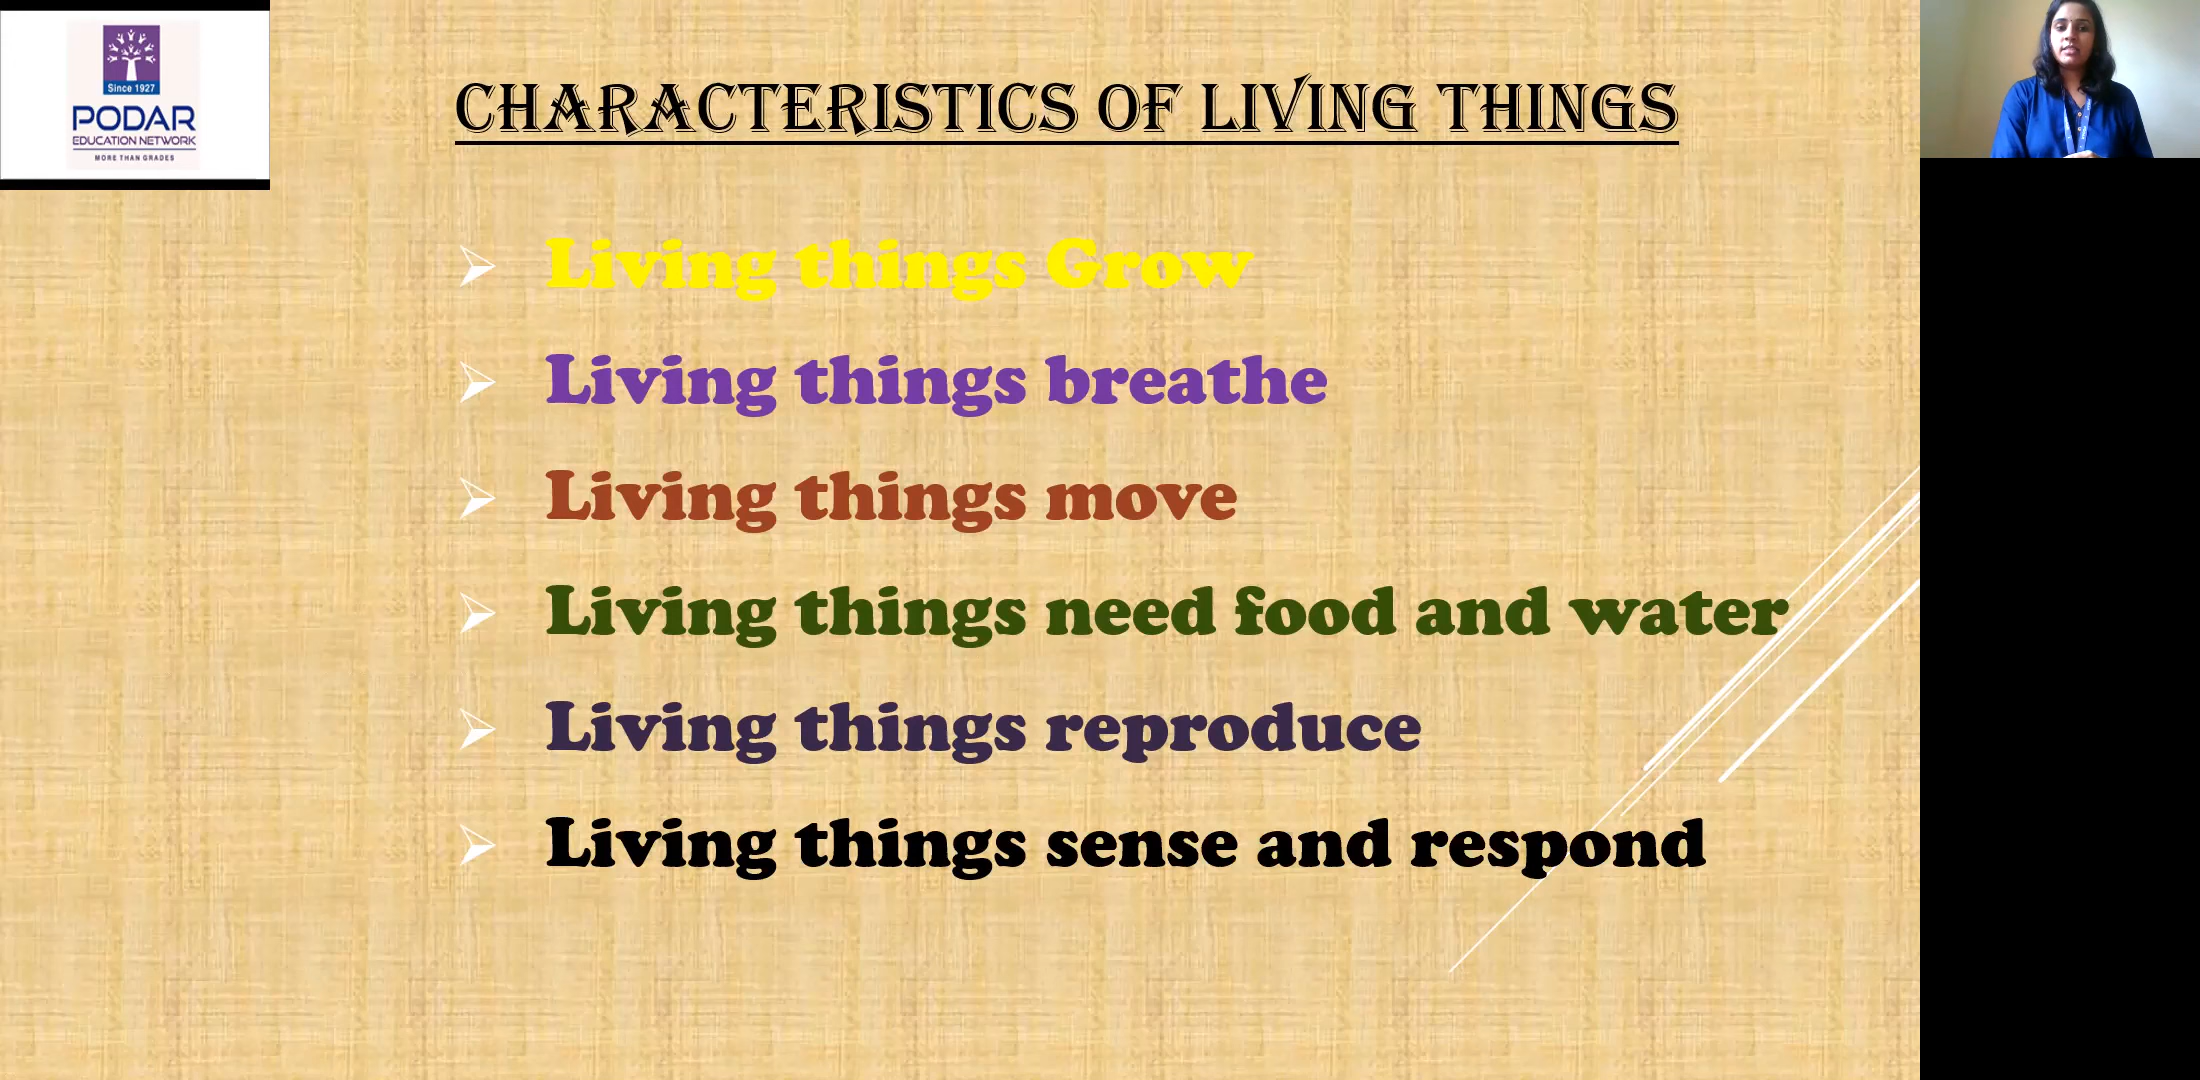 Since 1927
PODAR
EDUCATION NETWORK
MORE THAN GRADES
CHARACTERISTICS OF LIVING THINGS
Living things Grow
Living things breathe
Living things move
Living things need food and water
Living things reproduce
Living things sense and respond